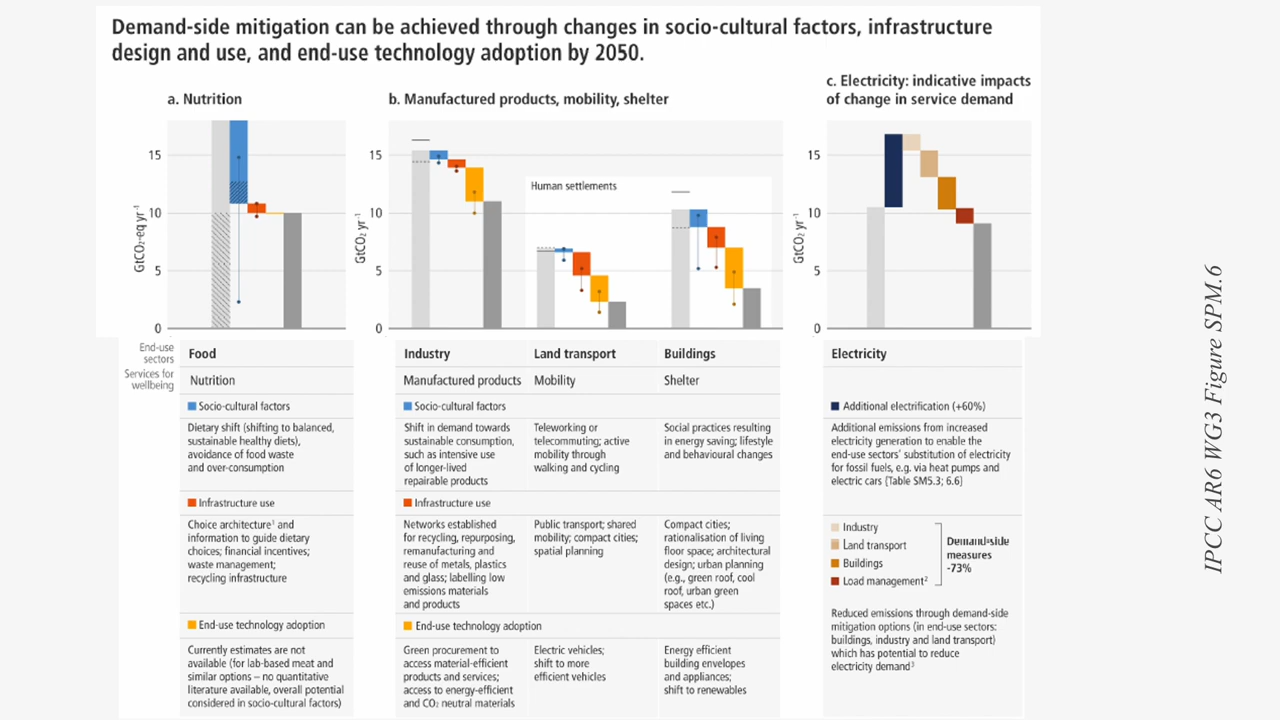 Demand-side mitigation can be achieved through changes in socio-cultural factors, infrastructure
design and use, and end-use technology adoption by 2050.
a. Nutrition
b. Manufactured products, mobility, shelter
c. Electricity: indicative impacts
of change in service demand
GtCO₂-eq yr⁻¹
15
10
5
0
GtCO₂ yr⁻¹
15
10
5
0
Human settlements
GtCO₂ yr⁻¹
15
10
5
0
End-use
sectors
Services for
wellbeing
Food
Nutrition
Socio-cultural factors
Dietary shift (shifting to balanced,
sustainable healthy diets),
avoidance of food waste
and over-consumption
Infrastructure use
Choice architecture¹ and
information to guide dietary
choices; financial incentives;
waste management;
recycling infrastructure
End-use technology adoption
Currently estimates are not
available (for lab-based meat and
similar options – no quantitative
literature available, overall potential
considered in socio-cultural factors)
Industry
Land transport
Buildings
Manufactured products
Mobility
Shelter
Socio-cultural factors
Shift in demand towards
sustainable consumption,
such as intensive use
of longer-lived
repairable products
Teleworking or
telecommuting; active
mobility through
walking and cycling
Social practices resulting
in energy saving; lifestyle
and behavioural changes
Infrastructure use
Networks established
for recycling, repurposing,
remanufacturing and
reuse of metals, plastics
and glass; labelling low
emissions materials
and products
Public transport; shared
mobility; compact cities;
spatial planning
Compact cities;
rationalisation of living
floor space; architectural
design; urban planning
(e.g., green roof, cool
roof, urban green
spaces etc.)
End-use technology adoption
Green procurement to
access material-efficient
products and services;
access to energy-efficient
and CO₂ neutral materials
Electric vehicles;
shift to more
efficient vehicles
Energy efficient
building envelopes
and appliances;
shift to renewables
Electricity
Additional electrification (+60%)
Additional emissions from increased
electricity generation to enable the
end-use sectors' substitution of electricity
for fossil fuels, e.g. via heat pumps and
electric cars {Table SM5.3; 6.6}
Industry
Land transport
Buildings
Load management²
Demand-side
measures
-73%
Reduced emissions through demand-side
mitigation options (in end-use sectors:
buildings, industry and land transport)
which has potential to reduce
electricity demand³
IPCC AR6 WG3 Figure SPM.6